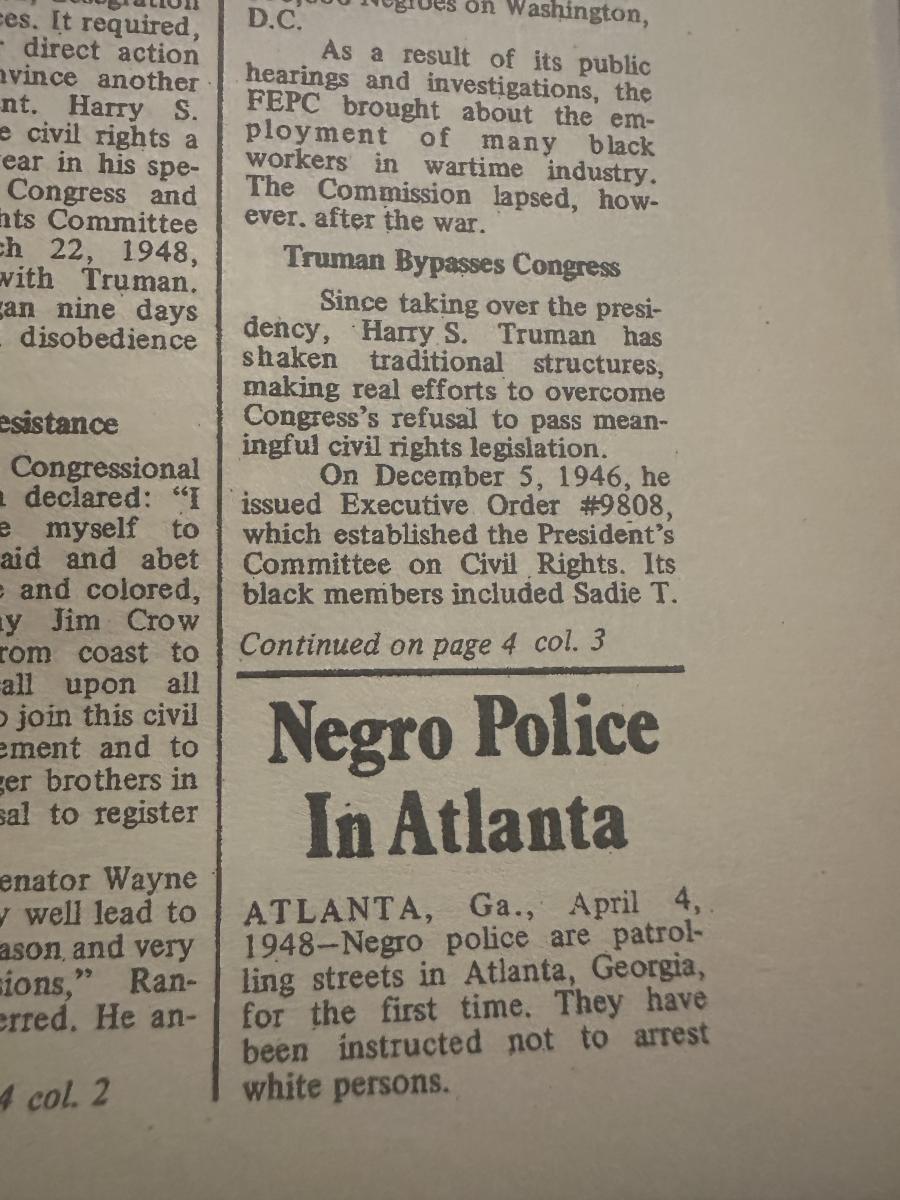 es. It required,
direct action
nvince another
nt. Harry S.
e civil rights a
ear in his spe-
Congress and
hts Committee
ch 22, 1948,
with Truman.
gan nine days
disobedience
esistance
Congressional
declared: “I
e myself to
aid and abet
and colored,
y Jim Crow
rom coast to
all upon all
o join this civil
ement and to
ger brothers in
sal to register
enator Wayne
y well lead to
ason and very
sions,” Ran-
erred. He an-
4 col. 2
Negroes on Washington,
D.C.
As a result of its public
hearings and investigations, the
FEPC brought about the em-
ployment of many black
workers in wartime industry.
The Commission lapsed, how-
ever. after the war.
Truman Bypasses Congress
Since taking over the presi-
dency, Harry S. Truman has
shaken traditional structures,
making real efforts to overcome
Congress’s refusal to pass mean-
ingful civil rights legislation.
On December 5, 1946, he
issued Executive Order #9808,
which established the President’s
Committee on Civil Rights. Its
black members included Sadie T.
Continued on page 4 col. 3
Negro Police
In Atlanta
ATLANTA, Ga., April 4,
1948—Negro police are patrol-
ling streets in Atlanta, Georgia,
for the first time. They have
been instructed not to arrest
white persons.